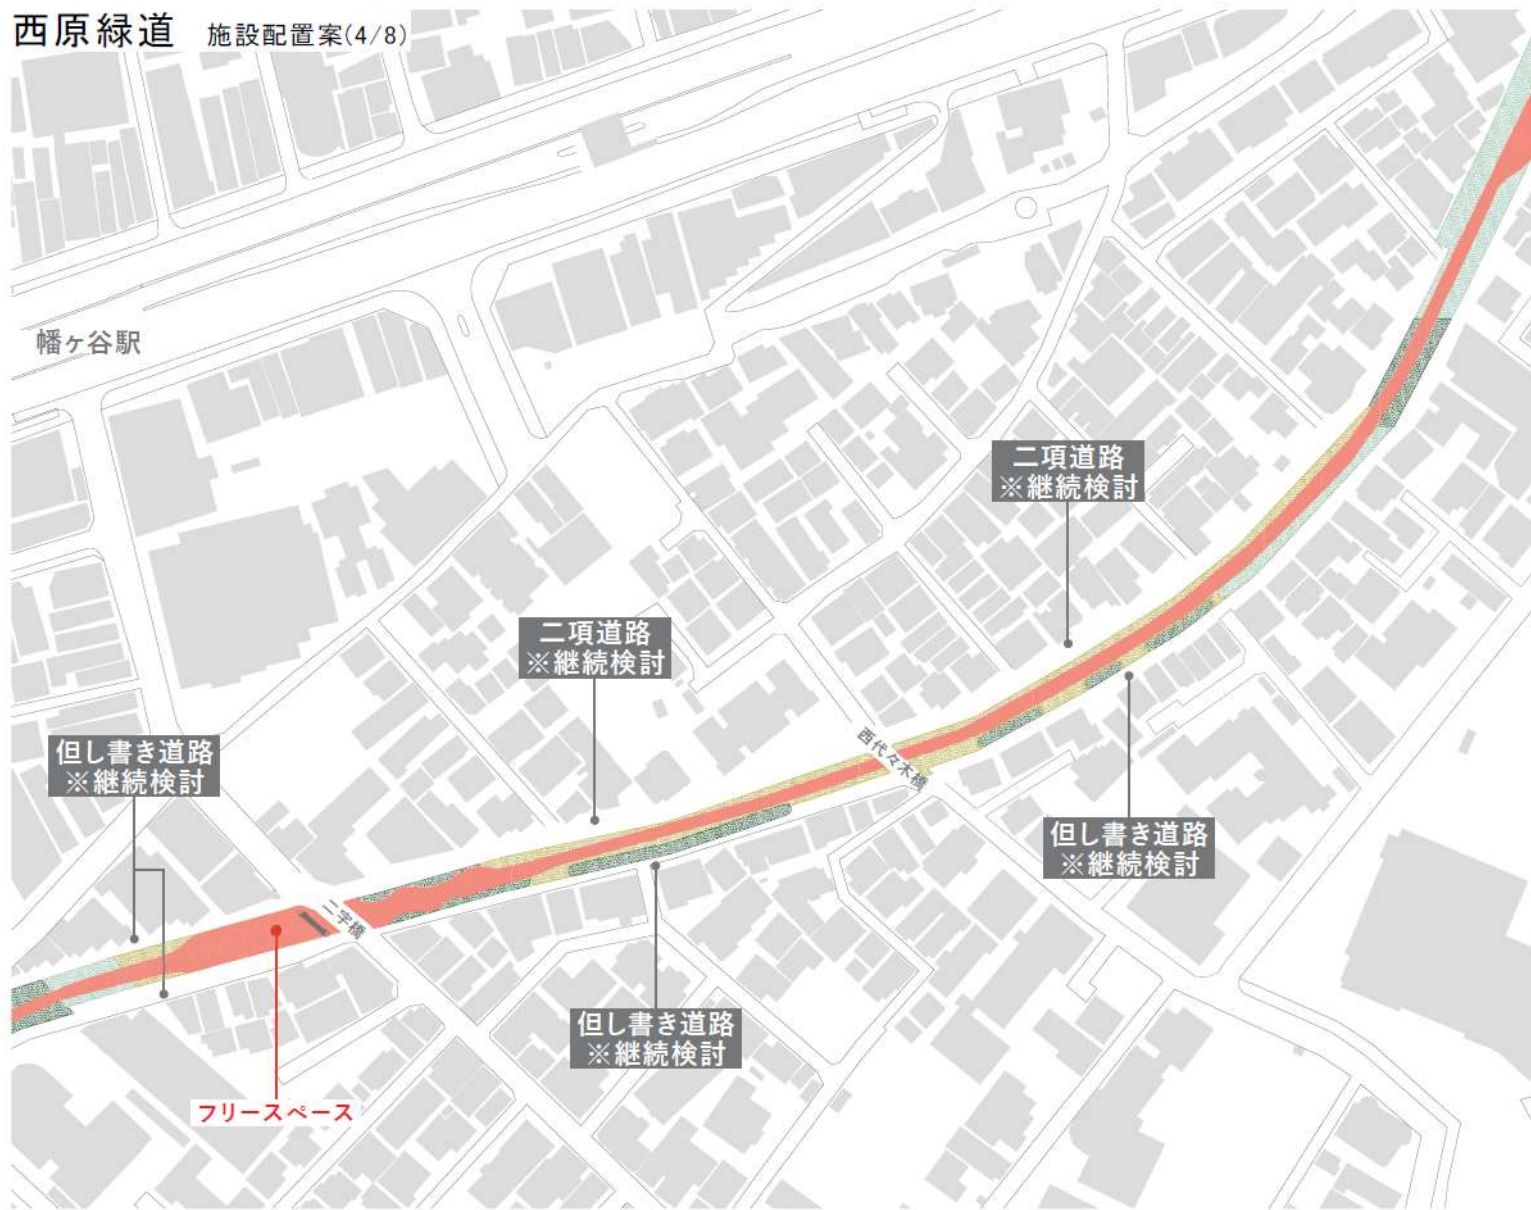 西原緑道 施設配置案(4/8)
幡ヶ谷駅
二項道路
※継続検討
二項道路
※継続検討
但し書き道路
※継続検討
西代々木橋
但し書き道路
※継続検討
二字橋
但し書き道路
※継続検討
フリースペース